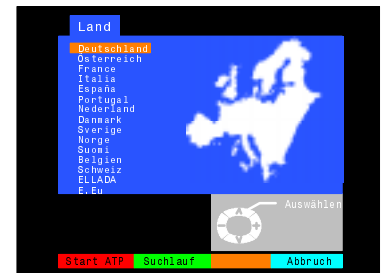 Land
Deutschland
Österreich
France
Italia
España
Portugal
Nederland
Danmark
Sverige
Norge
Suomi
Belgien
Schweiz
ELLADA
E.Eu
Auswählen
Start ATP Suchlauf Abbruch